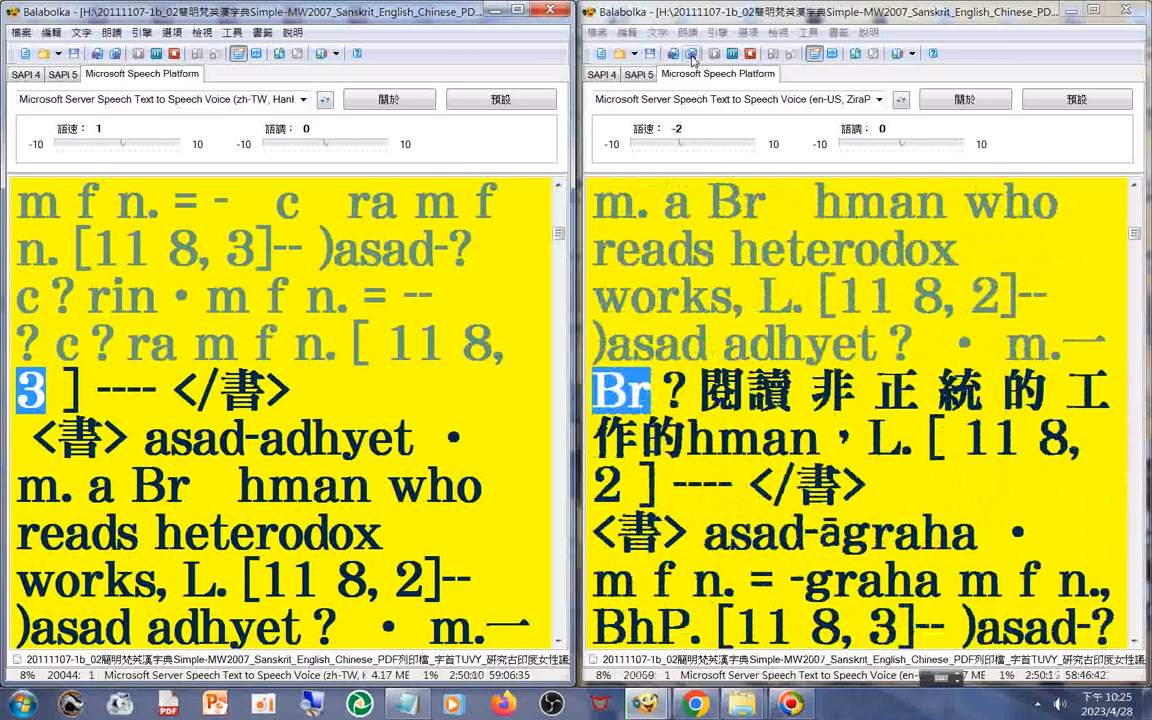 Balabolka - [H:\20111107-1b_02簡明梵英漢字典Simple-MW2007_Sanskrit_English_Chinese_PD...
檔案 編輯 文字 朗讀 引擎 選項 檢視 工具 書籤 說明
SAPI 4 SAPI 5 Microsoft Speech Platform
Microsoft Server Speech Text to Speech Voice (zh-TW, Hanl 關於 預設
語速： 1 語調： 0
-10 10 -10 10
m f n. = - c ra m f
n. [11 8, 3]-- )asad-?
c ? rin • m f n. = --
? c ? ra m f n. [ 11 8,
3 ] ---- </書>
<書> asad-adhyet •
m. a Br hman who
reads heterodox
works, L. [11 8, 2]--
)asad adhyet ? • m.一
20111107-1b_02簡明梵英漢字典Simple-MW2007_Sanskrit_English_Chinese_PDF列印檔_字首TUVY_研究古印度女性議
8% 20044: 1 Microsoft Server Speech Text to Speech Voice (zh-TW, H 4.17 ME 1% 2:50:10 59:06:35
Balabolka - [H:\20111107-1b_02簡明梵英漢字典Simple-MW2007_Sanskrit_English_Chinese_PD...
檔案 編輯 文字 朗讀 引擎 選項 檢視 工具 書籤 說明
SAPI 4 SAPI 5 Microsoft Speech Platform
Microsoft Server Speech Text to Speech Voice (en-US, ZiraP 關於 預設
語速： -2 語調： 0
-10 10 -10 10
m. a Br hman who
reads heterodox
works, L. [11 8, 2]--
)asad adhyet ? • m.一
Br ? 閱讀 非 正 統 的 工
作的hman，L. [ 11 8,
2 ] ---- </書>
<書> asad-āgraha •
m f n. = -graha m f n.,
BhP. [11 8, 3]-- )asad-?
20111107-1b_02簡明梵英漢字典Simple-MW2007_Sanskrit_English_Chinese_PDF列印檔_字首TUVY_研究古印度女性議
8% 20059: 1 Microsoft Server Speech Text to Speech Voice (en- 4.17 ME 1% 2:50:1 58:46:42
下午 10:25
2023/4/28